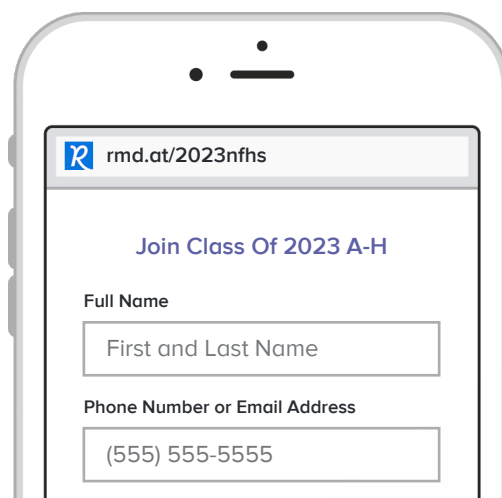 rmd.at/2023nfhs
Join Class Of 2023 A-H
Full Name
First and Last Name
Phone Number or Email Address
(555) 555-5555